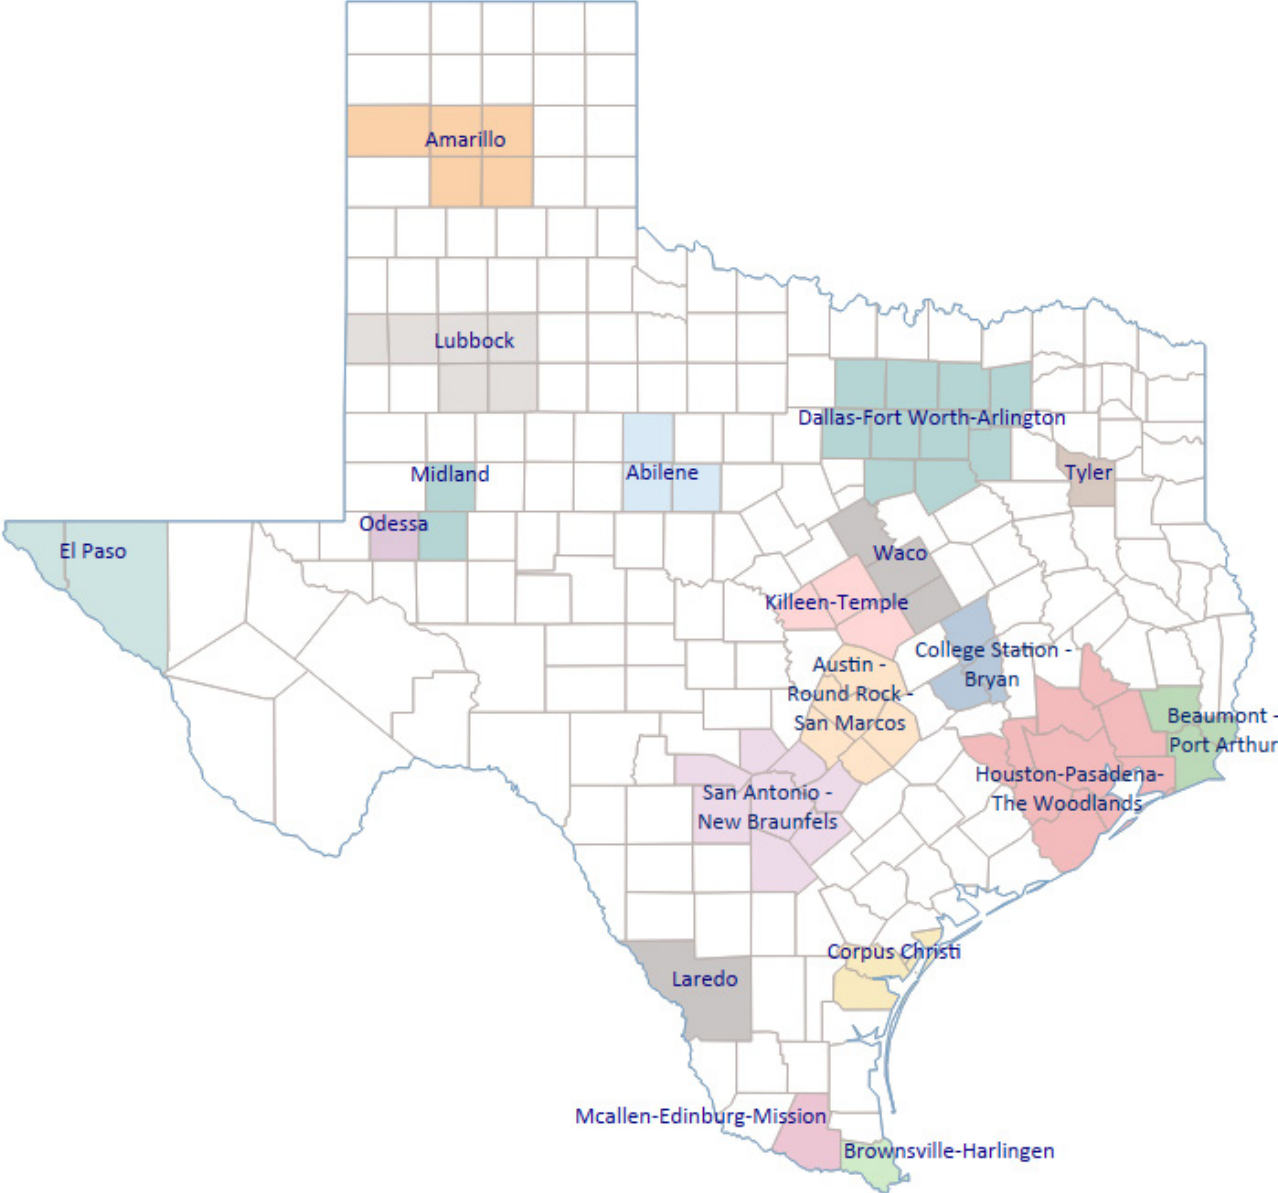 Amarillo
Lubbock
Dallas-Fort Worth-Arlington
Midland
Abilene
Tyler
Odessa
El Paso
Waco
Killeen-Temple
College Station -
Bryan
Austin -
Round Rock -
San Marcos
Beaumont -
Port Arthur
Houston-Pasadena-
The Woodlands
San Antonio -
New Braunfels
Corpus Christi
Laredo
Mcallen-Edinburg-Mission
Brownsville-Harlingen